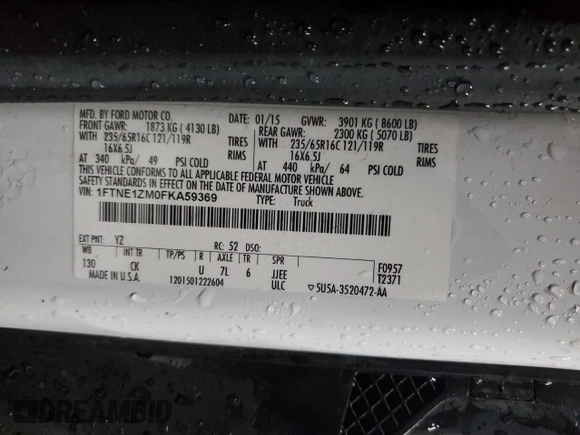 MFD. BY FORD MOTOR CO.
DATE: 01/15 GVWR: 3901 KG ( 8600 LB)
FRONT GAWR: 1873 KG ( 4130 LB) REAR GAWR: 2300 KG ( 5070 LB)
WITH 235/65R16C 121/119R TIRES WITH 235/65R16C 121/119R TIRES
16X6.5J RIMS 16X6.5J RIMS
AT 340 kPa/ 49 PSI COLD AT 440 kPa/ 64 PSI COLD
THIS VEHICLE CONFORMS TO ALL APPLICABLE FEDERAL MOTOR VEHICLE
SAFETY STANDARDS IN EFFECT ON THE DATE OF MANUFACTURE SHOWN ABOVE.
VIN: 1FTNE1ZM0FKA59369 TYPE: Truck
EXT PNT: YZ RC: 52 DSO:
WB INT TR TP/PS R AXLE TR SPR F0957
130 CK U 7L 6 JJEE T2371
MADE IN U.S.A. 1201501222604 ULC ▽ 5U5A-3520472-AA
DREAMBID